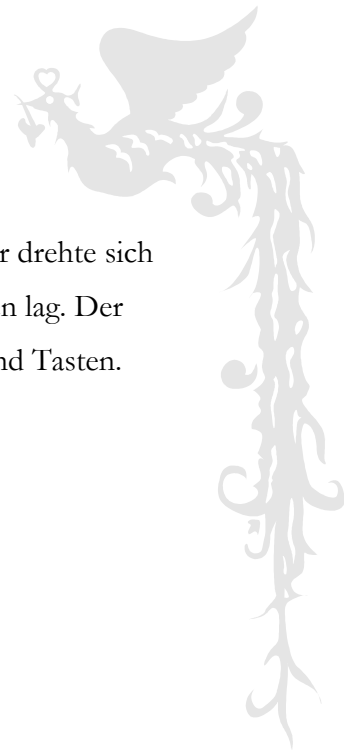 r drehte sich
n lag. Der
nd Tasten.